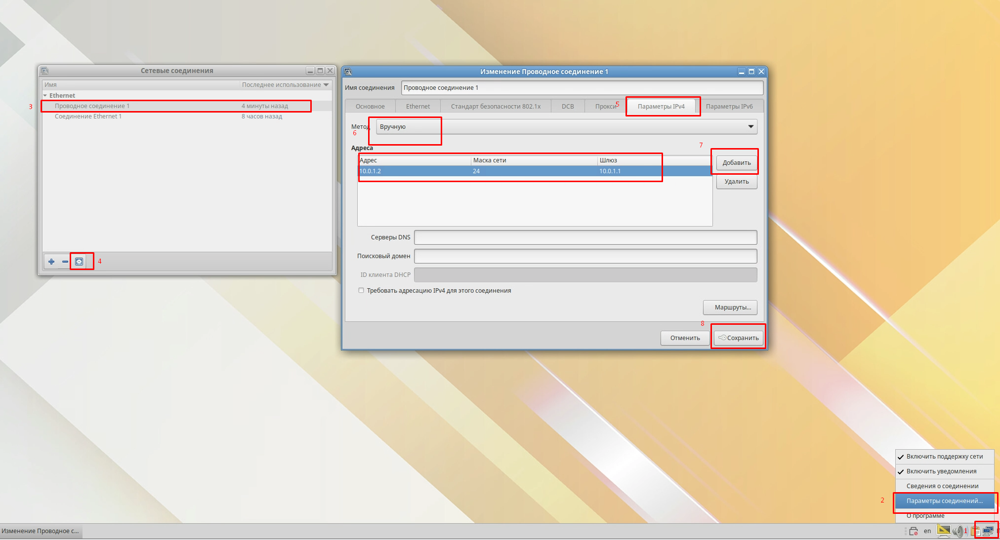 Сетевые соединения
Имя Последнее использование
Ethernet
3 Проводное соединение 1 4 минуты назад
Соединение Ethernet 1 8 часов назад
4
Изменение Проводное соединение 1
Имя соединения Проводное соединение 1
Основное Ethernet Стандарт безопасности 802.1x DCB Прокси 5 Параметры IPv4 Параметры IPv6
Метод Вручную
6
7
Адреса
Адрес Маска сети Шлюз Добавить
10.0.1.2 24 10.0.1.1
Удалить
Серверы DNS
Поисковый домен
ID клиента DHCP
Требовать адресацию IPv4 для этого соединения
Маршруты...
8
Отменить Сохранить
Включить поддержку сети
Включить уведомления
Сведения о соединении
2 Параметры соединений...
О программе
Изменение Проводное с... en 1